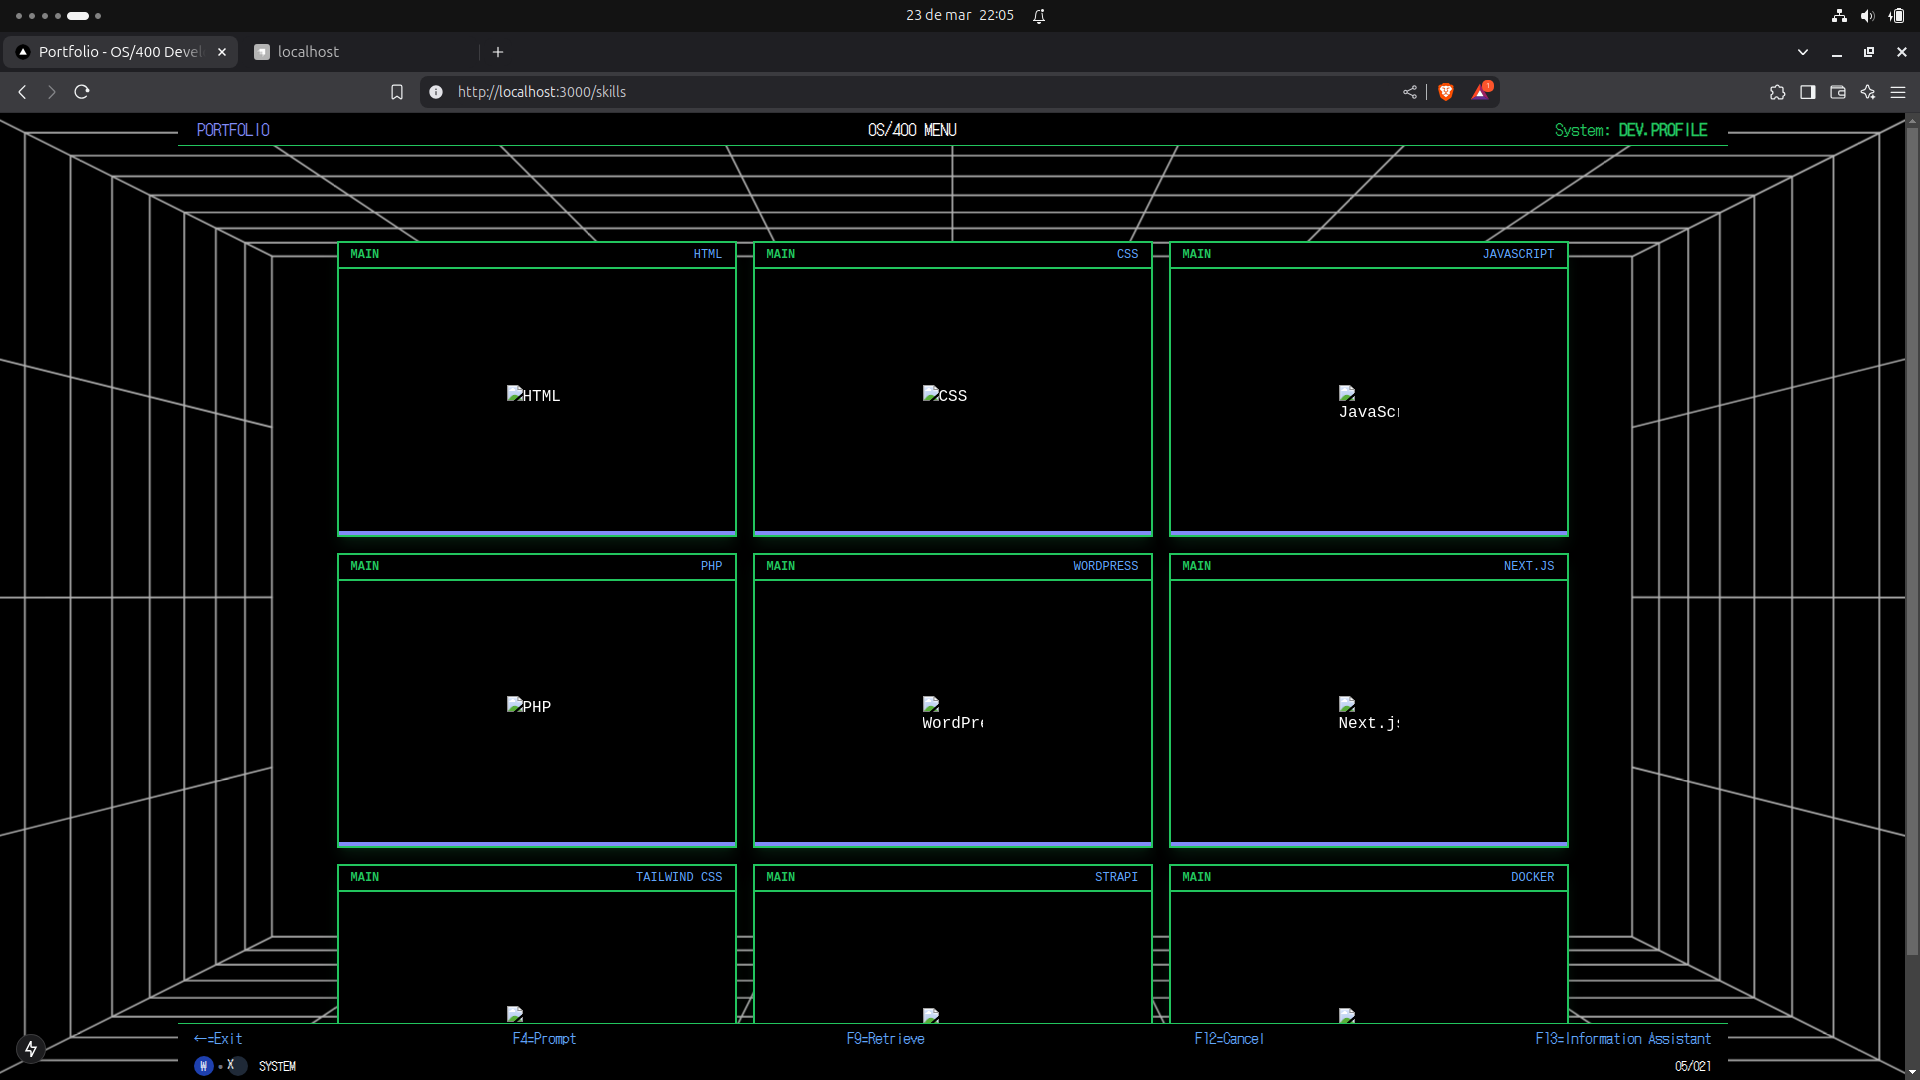 23 de mar 22:05
Portfolio - OS/400 Devel
localhost
http://localhost:3000/skills
1
PORTFOLIO
OS/400 MENU
System: DEV.PROFILE
MAIN HTML
MAIN CSS
MAIN JAVASCRIPT
HTML
CSS
JavaScr
MAIN PHP
MAIN WORDPRESS
MAIN NEXT.JS
PHP
WordPre
Next.js
MAIN TAILWIND CSS
MAIN STRAPI
MAIN DOCKER
←=Exit
F4=Prompt
F9=Retrieve
F12=Cancel
F13=Information Assistant
W • X SYSTEM
05/021